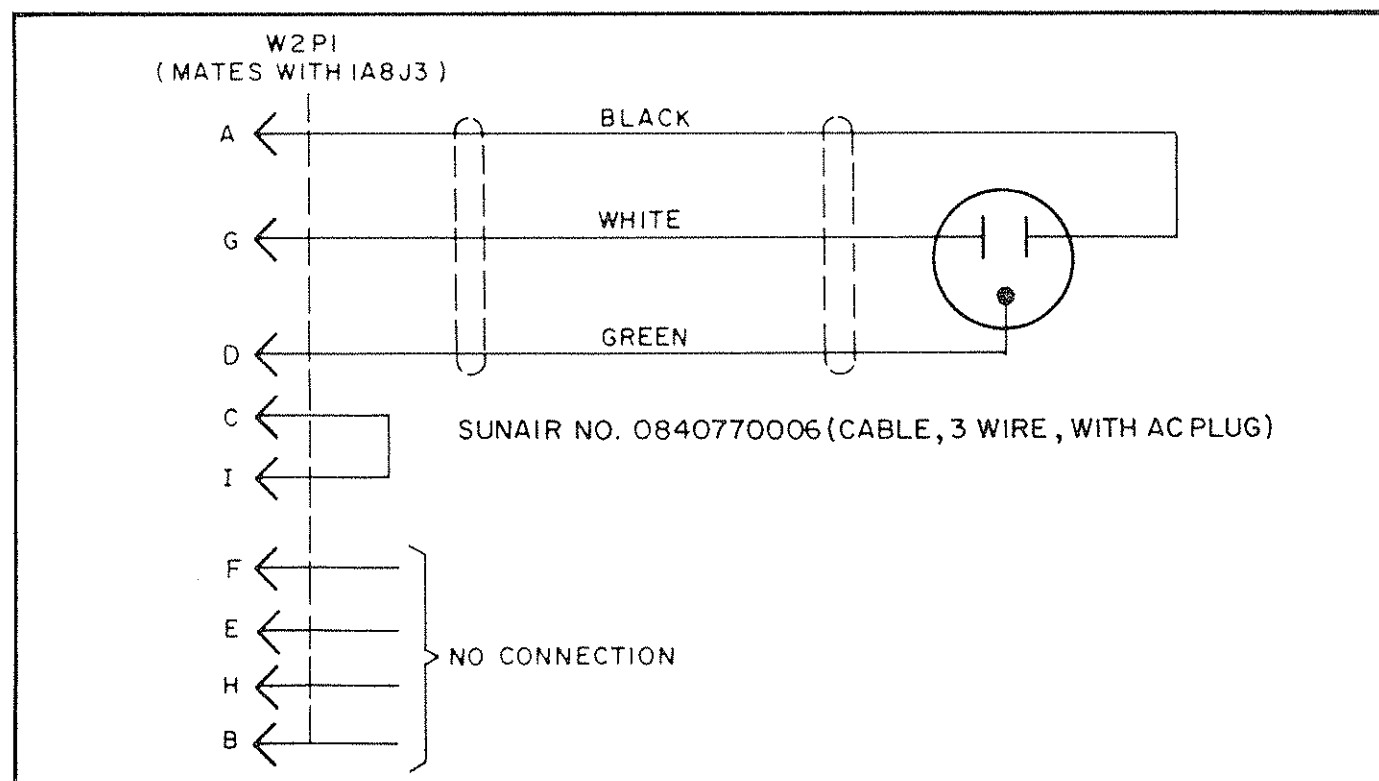 W2P1
(MATES WITH 1A8J3)
A
BLACK
G
WHITE
D
GREEN
C
SUNAIR NO. 0840770006 (CABLE, 3 WIRE, WITH AC PLUG)
I
F
E
NO CONNECTION
H
B